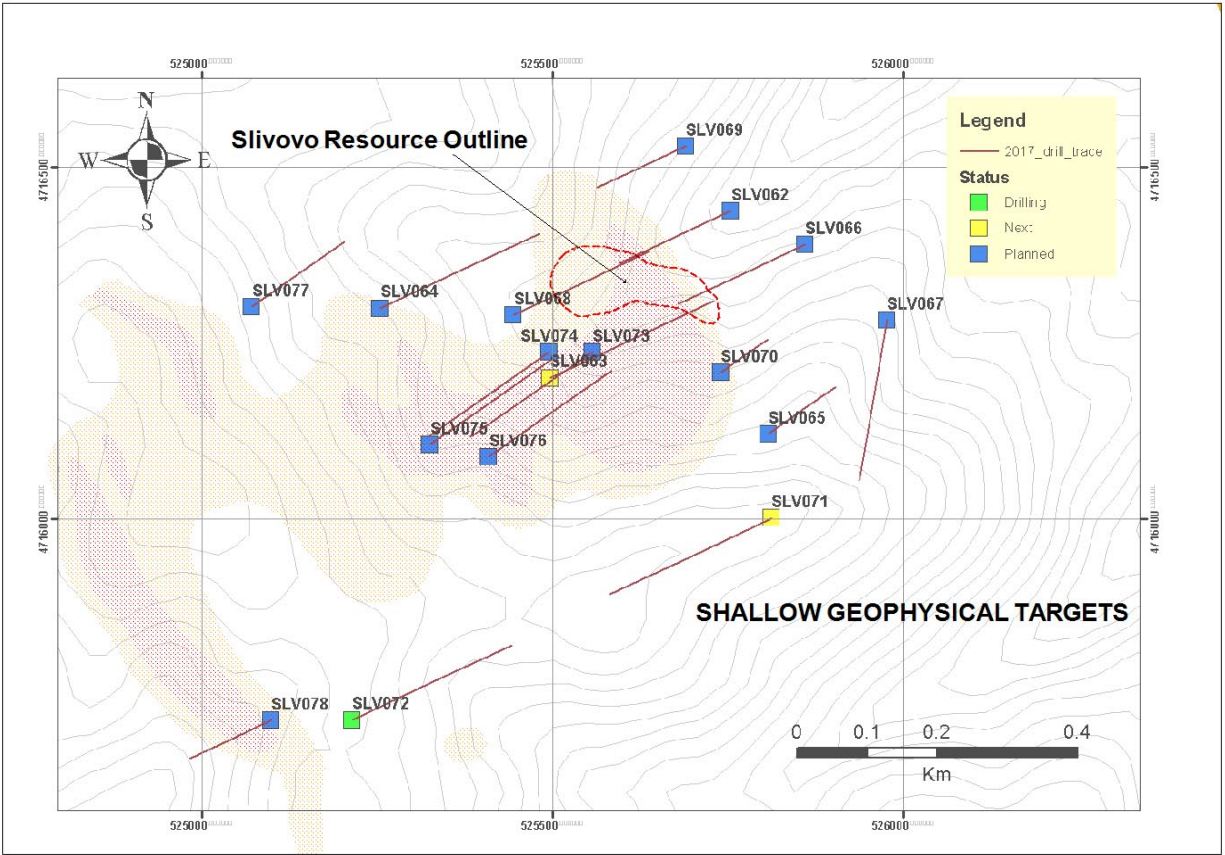 525000
525500
526000
N
W E
S
Slivovo Resource Outline
SLV069
Legend
2017_drill_trace
Status
Drilling
Next
Planned
4716500
4716500
SLV062
SLV066
SLV077
SLV064
SLV068
SLV067
SLV074
SLV073
SLV063
SLV070
SLV065
SLV075
SLV076
SLV071
4716000
4716000
SHALLOW GEOPHYSICAL TARGETS
SLV078
SLV072
0 0.1 0.2 0.4
Km
525000
525500
526000